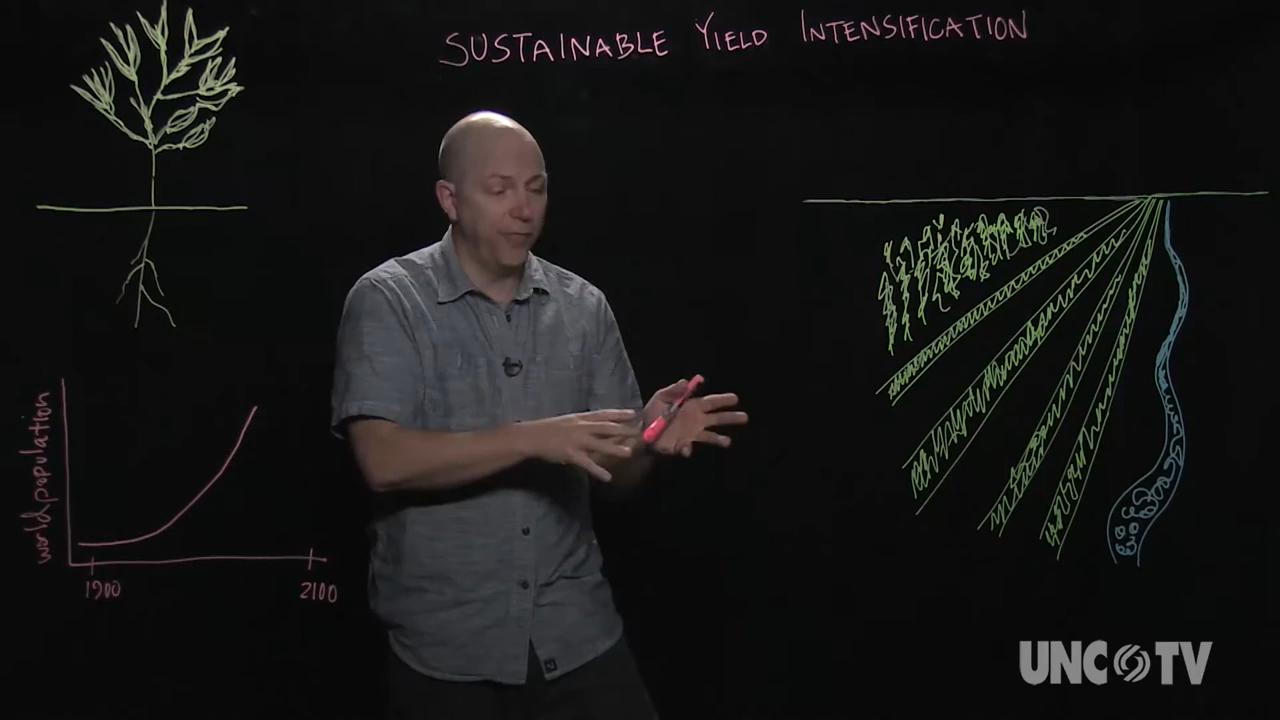 SUSTAINABLE YIELD INTENSIFICATION
world population
1900
2100
UNC TV